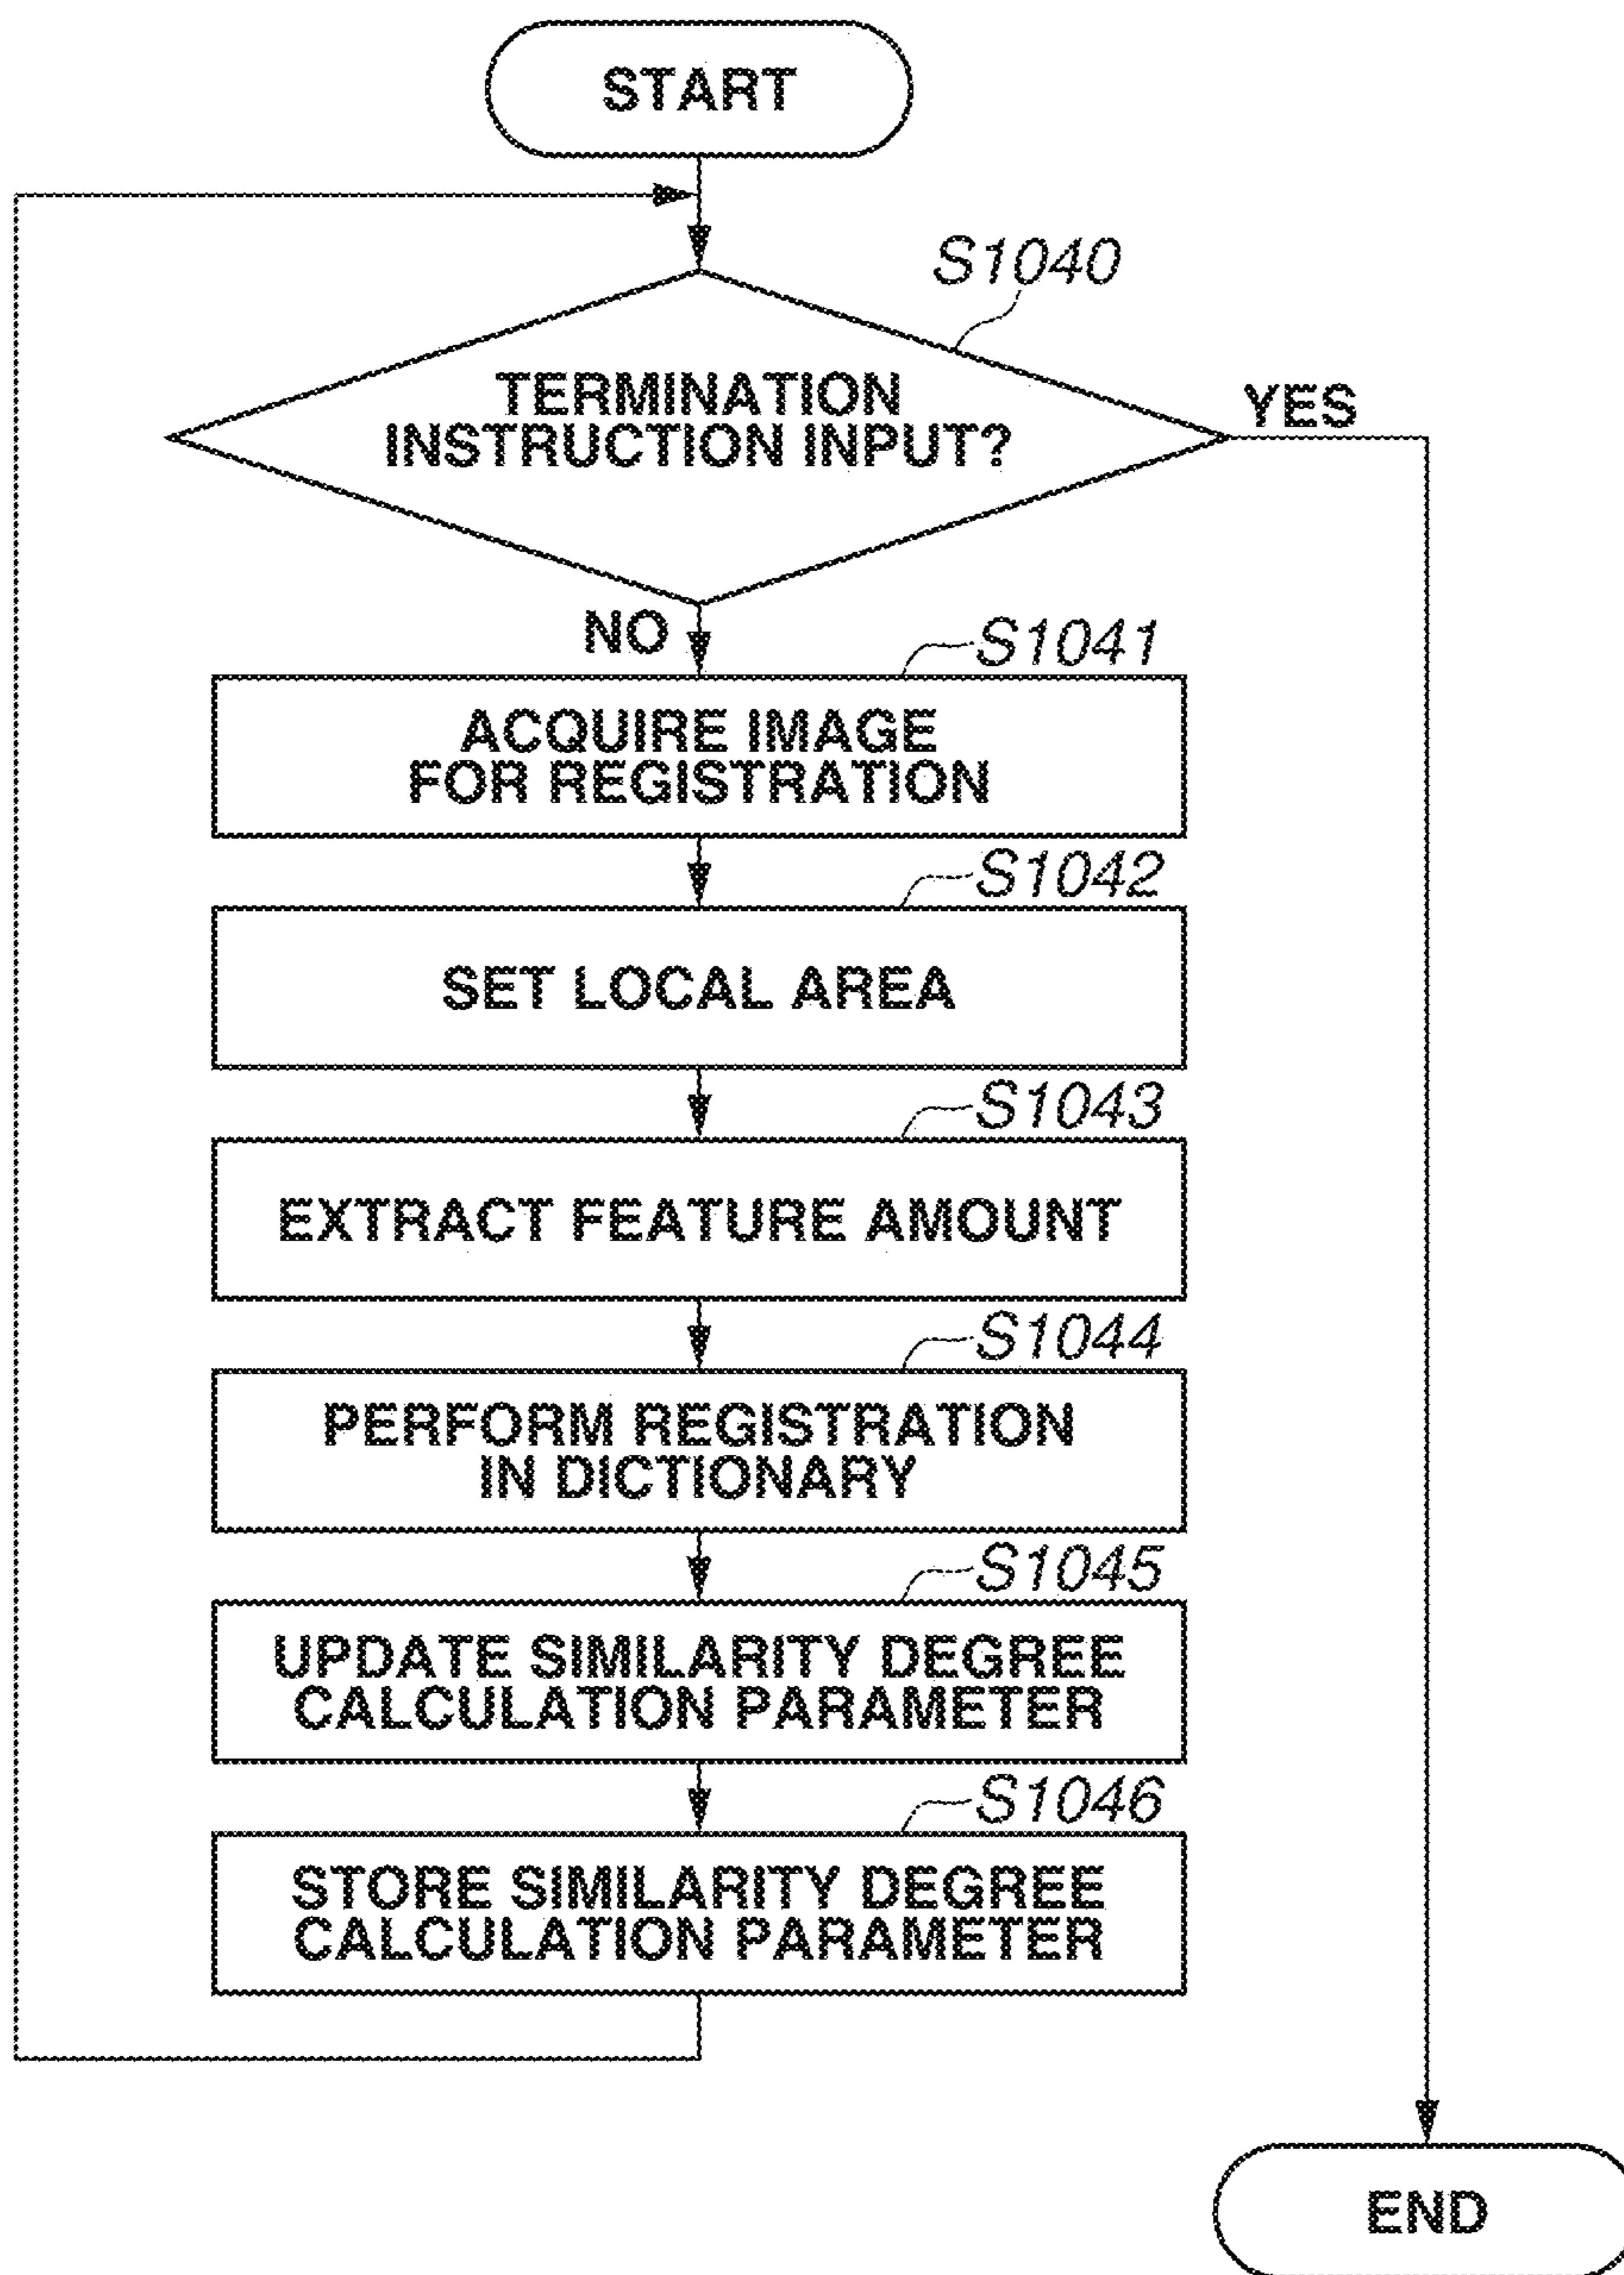 START
S1040
TERMINATION
INSTRUCTION INPUT?
YES
NO
S1041
ACQUIRE IMAGE
FOR REGISTRATION
S1042
SET LOCAL AREA
S1043
EXTRACT FEATURE AMOUNT
S1044
PERFORM REGISTRATION
IN DICTIONARY
S1045
UPDATE SIMILARITY DEGREE
CALCULATION PARAMETER
S1046
STORE SIMILARITY DEGREE
CALCULATION PARAMETER
END